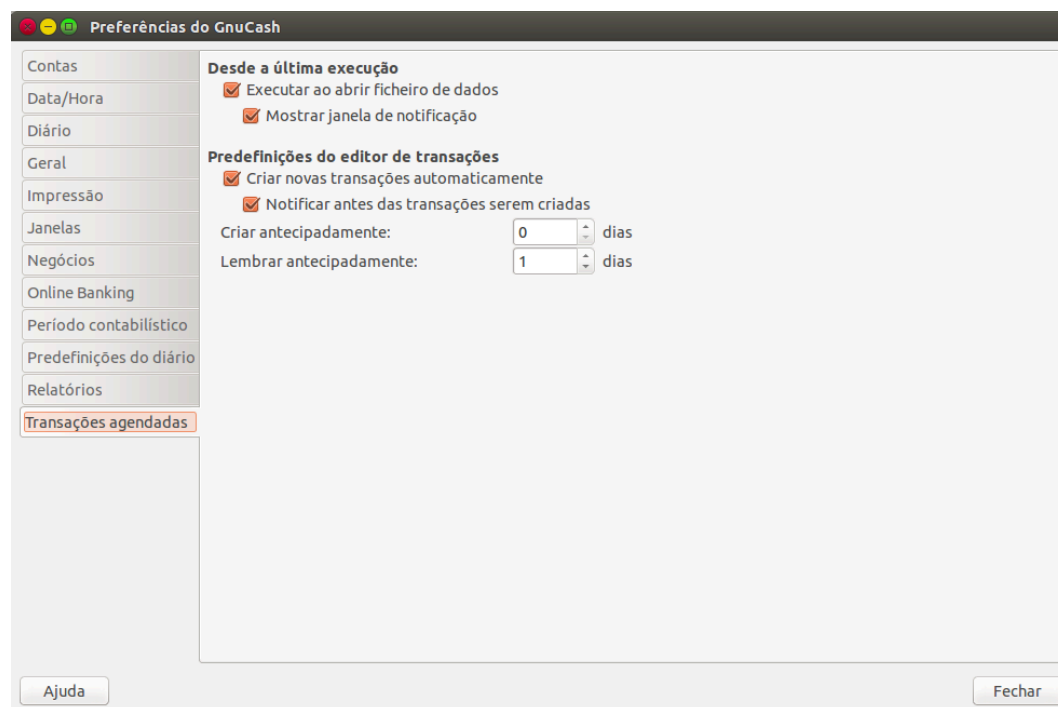 Preferências do GnuCash
Contas
Data/Hora
Diário
Geral
Impressão
Janelas
Negócios
Online Banking
Período contabilístico
Predefinições do diário
Relatórios
Transações agendadas
Desde a última execução
Executar ao abrir ficheiro de dados
Mostrar janela de notificação
Predefinições do editor de transações
Criar novas transações automaticamente
Notificar antes das transações serem criadas
Criar antecipadamente: 0 dias
Lembrar antecipadamente: 1 dias
Ajuda
Fechar